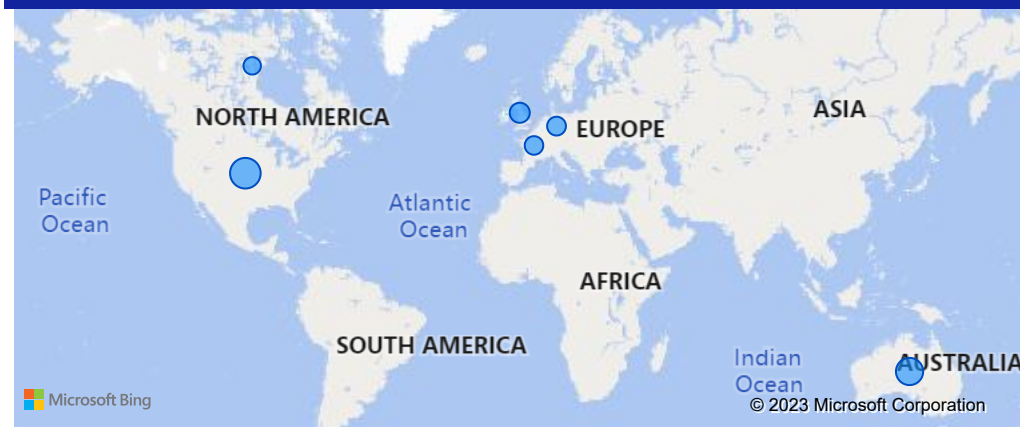 NORTH AMERICA
EUROPE
ASIA
Pacific
Ocean
Atlantic
Ocean
AFRICA
SOUTH AMERICA
Indian
Ocean
AUSTRALIA
Microsoft Bing
© 2023 Microsoft Corporation